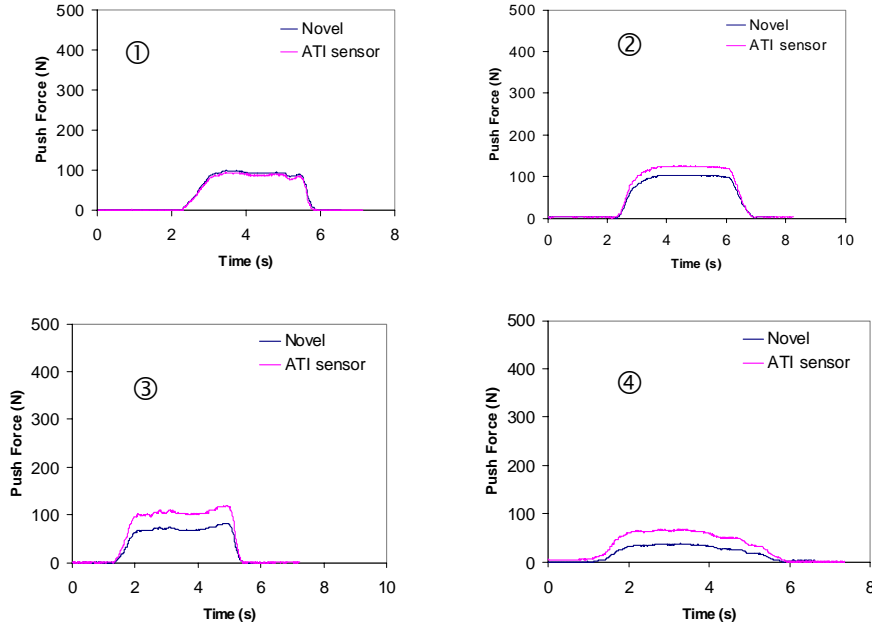 500
400
300
200
100
0
Push Force (N)
①
Novel
ATI sensor
0 2 4 6 8
Time (s)
500
400
300
200
100
0
Push Force (N)
②
Novel
ATI sensor
0 2 4 6 8 10
Time (s)
500
400
300
200
100
0
Push Force (N)
③
Novel
ATI sensor
0 2 4 6 8 10
Time (s)
500
400
300
200
100
0
Push Force (N)
④
Novel
ATI sensor
0 2 4 6 8
Time (s)